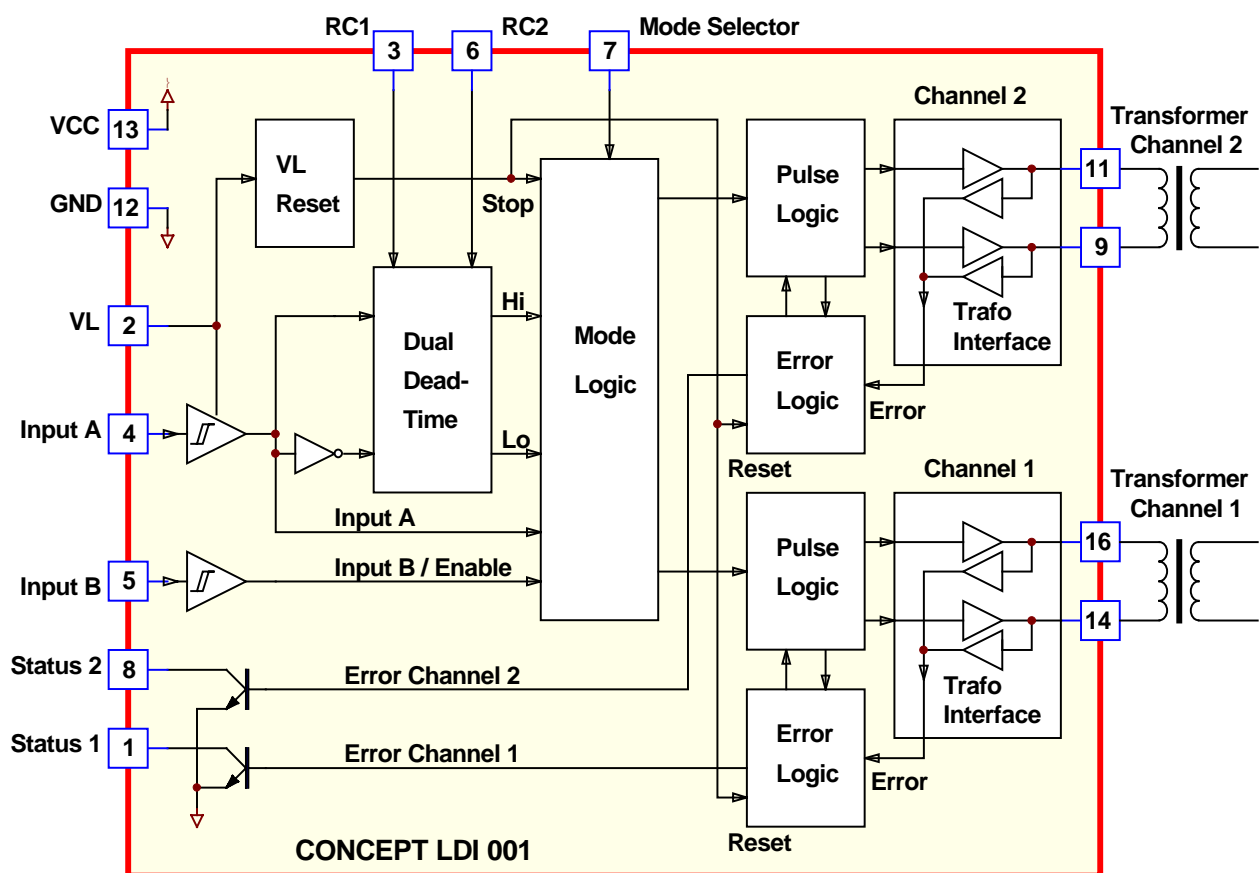 RC1
3
6
RC2
7
Mode Selector
VCC
13
GND
12
VL
2
Input A
4
Input B
5
Status 2
8
Status 1
1
VL
Reset
Stop
Dual
Dead-
Time
Hi
Lo
Input A
Input B / Enable
Mode
Logic
Error Channel 2
Error Channel 1
Pulse
Logic
Error
Logic
Reset
Error
Channel 2
Trafo
Interface
11
9
Transformer
Channel 2
Pulse
Logic
Error
Logic
Reset
Error
Channel 1
Trafo
Interface
16
14
Transformer
Channel 1
CONCEPT LDI 001